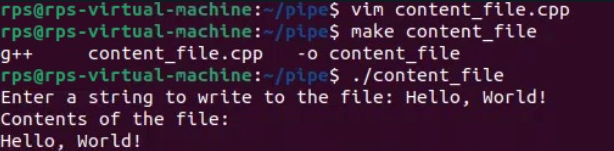 rps@rps-virtual-machine:~/pipe$ vim content_file.cpp
rps@rps-virtual-machine:~/pipe$ make content_file
g++     content_file.cpp   -o content_file
rps@rps-virtual-machine:~/pipe$ ./content_file
Enter a string to write to the file: Hello, World!
Contents of the file:
Hello, World!